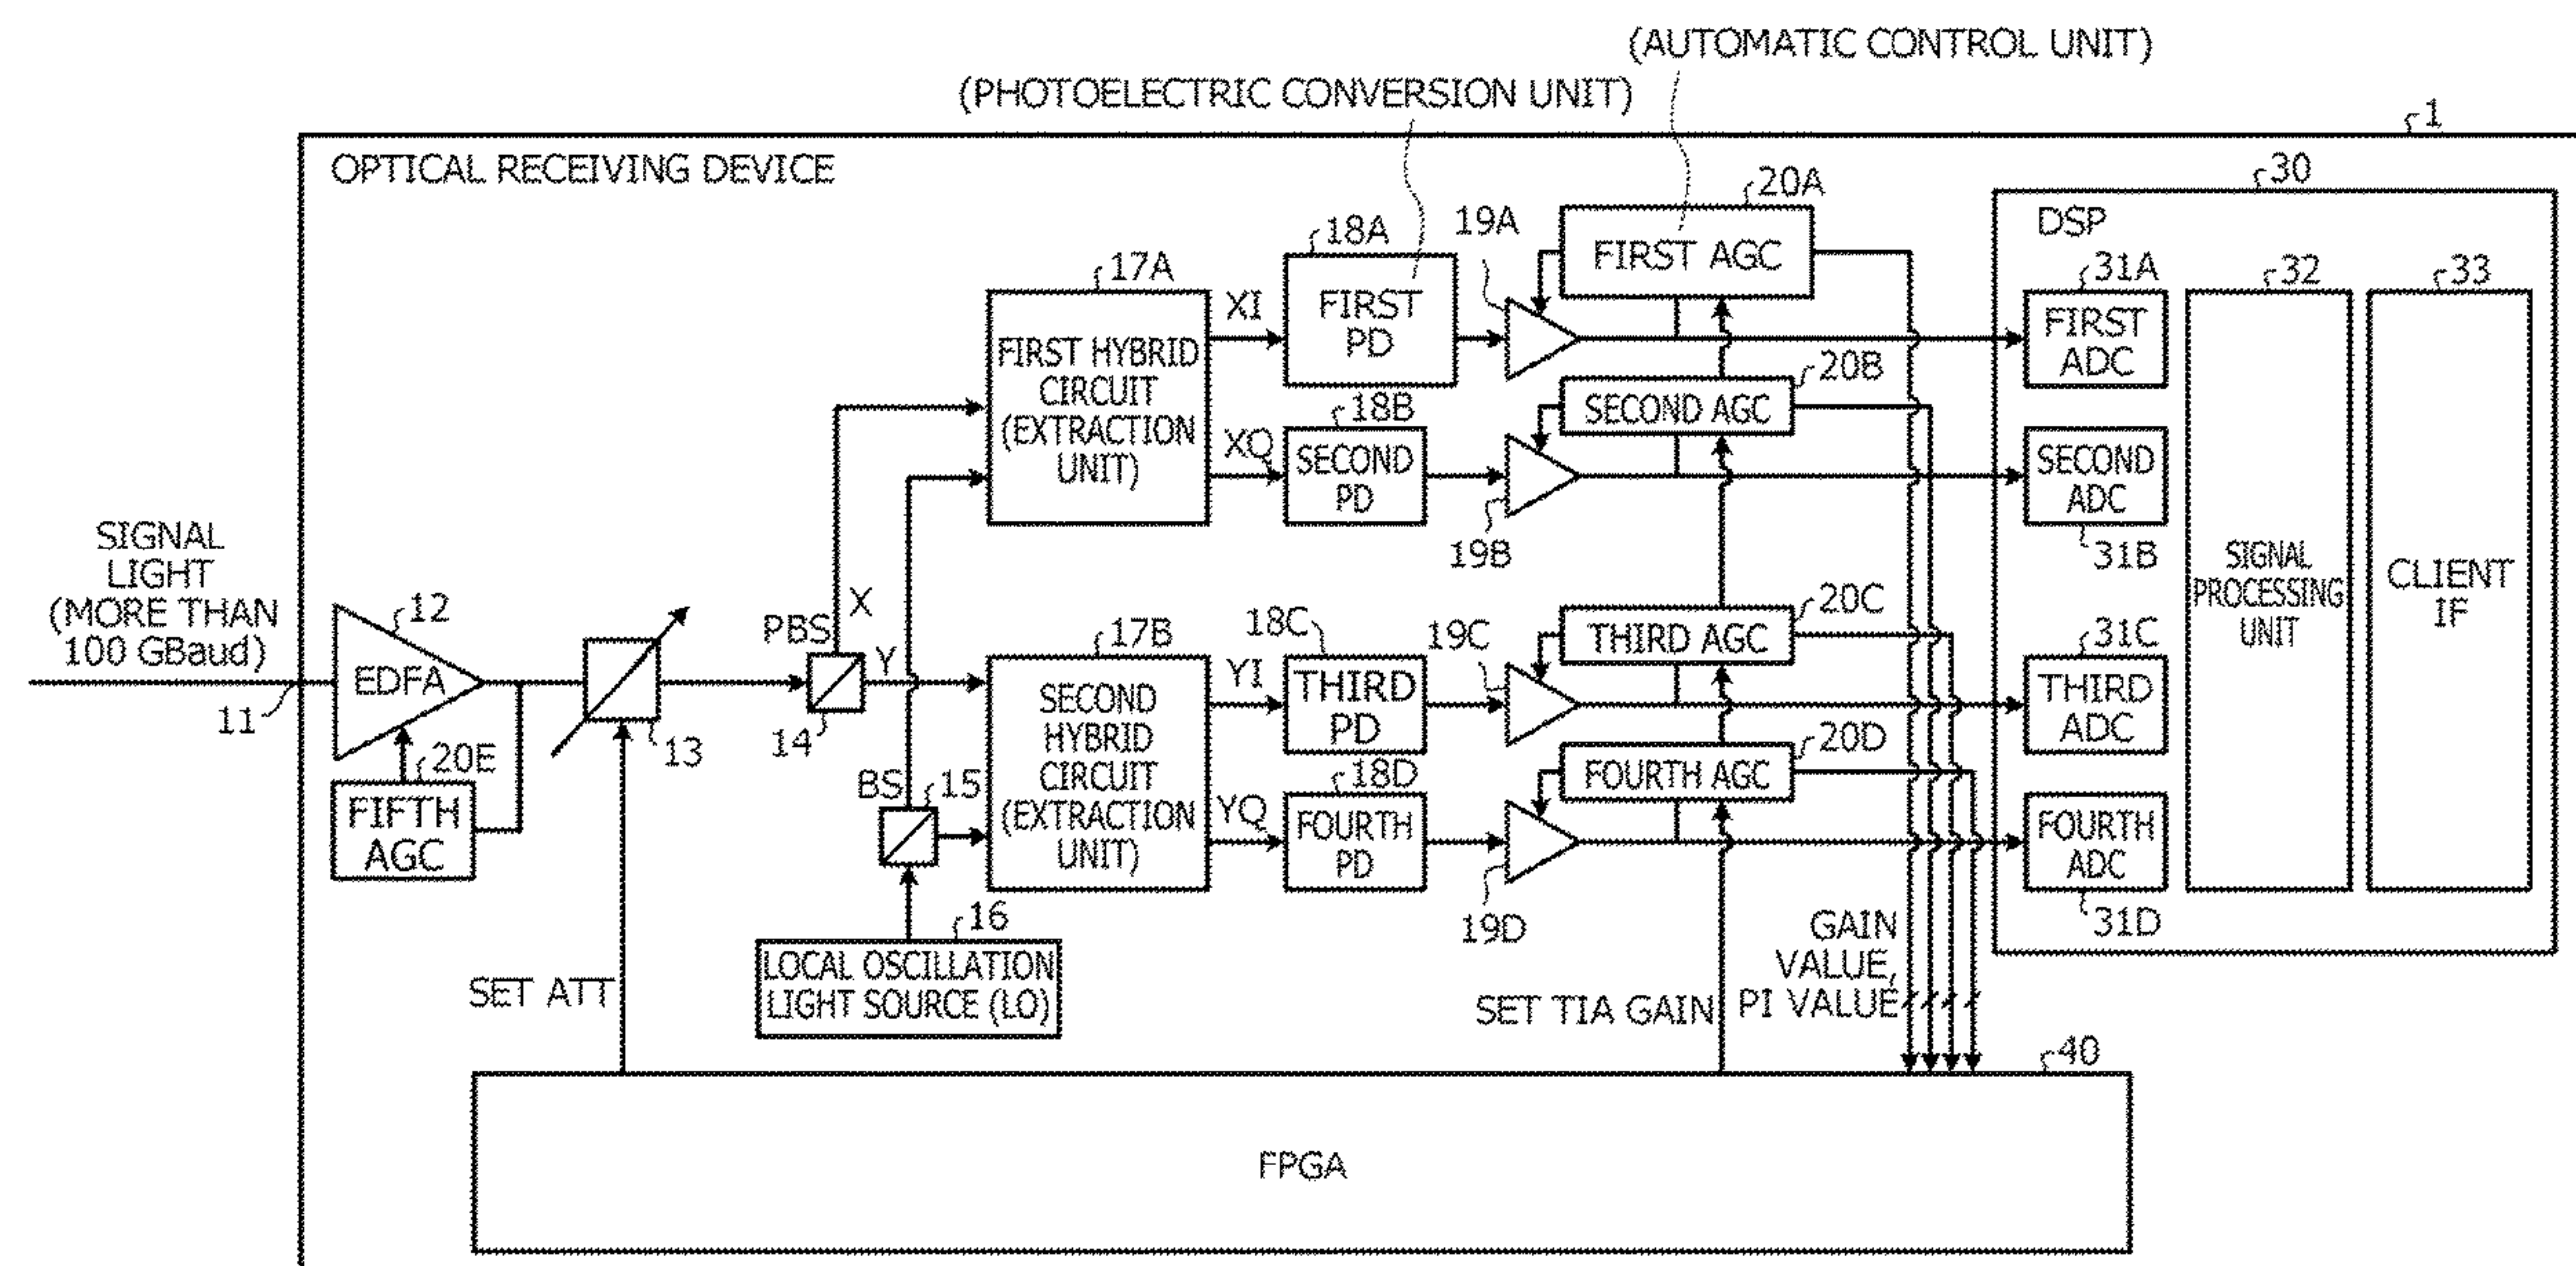 (AUTOMATIC CONTROL UNIT)
(PHOTOELECTRIC CONVERSION UNIT)
1
OPTICAL RECEIVING DEVICE
30
DSP
20A
FIRST AGC
19A
18A
FIRST
PD
17A
FIRST HYBRID
CIRCUIT
(EXTRACTION
UNIT)
XI
XQ
31A
FIRST
ADC
32
SIGNAL
PROCESSING
UNIT
33
CLIENT
IF
20B
SECOND AGC
18B
SECOND
PD
19B
SECOND
ADC
31B
SIGNAL
LIGHT
(MORE THAN
100 GBaud)
11
12
EDFA
20E
FIFTH
AGC
13
PBS
X
Y
14
BS
15
16
LOCAL OSCILLATION
LIGHT SOURCE (LO)
17B
SECOND
HYBRID
CIRCUIT
(EXTRACTION
UNIT)
YI
YQ
18C
THIRD
PD
19C
20C
THIRD AGC
31C
THIRD
ADC
18D
FOURTH
PD
19D
20D
FOURTH AGC
FOURTH
ADC
31D
SET ATT
SET TIA GAIN
GAIN
VALUE,
PI VALUE
40
FPGA